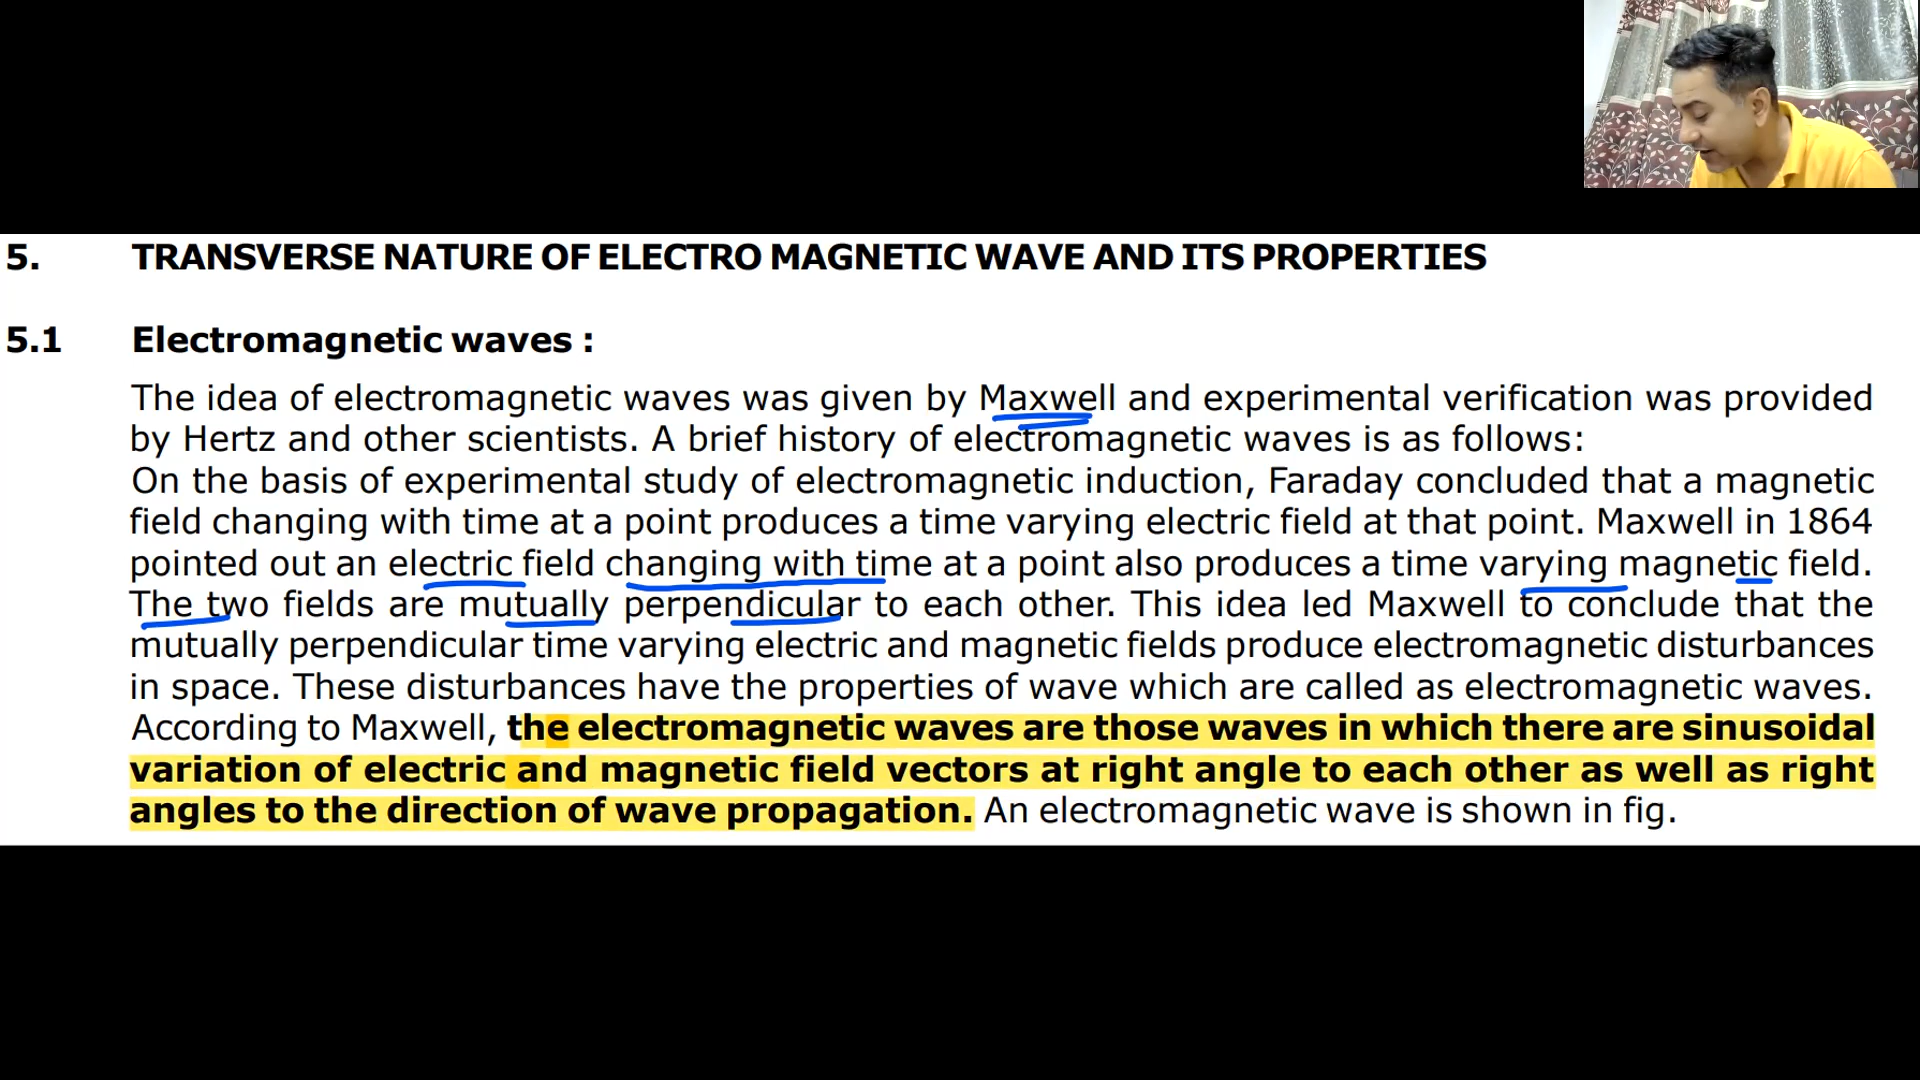 5. TRANSVERSE NATURE OF ELECTRO MAGNETIC WAVE AND ITS PROPERTIES
5.1 Electromagnetic waves :
The idea of electromagnetic waves was given by Maxwell and experimental verification was provided
by Hertz and other scientists. A brief history of electromagnetic waves is as follows:
On the basis of experimental study of electromagnetic induction, Faraday concluded that a magnetic
field changing with time at a point produces a time varying electric field at that point. Maxwell in 1864
pointed out an electric field changing with time at a point also produces a time varying magnetic field.
The two fields are mutually perpendicular to each other. This idea led Maxwell to conclude that the
mutually perpendicular time varying electric and magnetic fields produce electromagnetic disturbances
in space. These disturbances have the properties of wave which are called as electromagnetic waves.
According to Maxwell, the electromagnetic waves are those waves in which there are sinusoidal
variation of electric and magnetic field vectors at right angle to each other as well as right
angles to the direction of wave propagation. An electromagnetic wave is shown in fig.